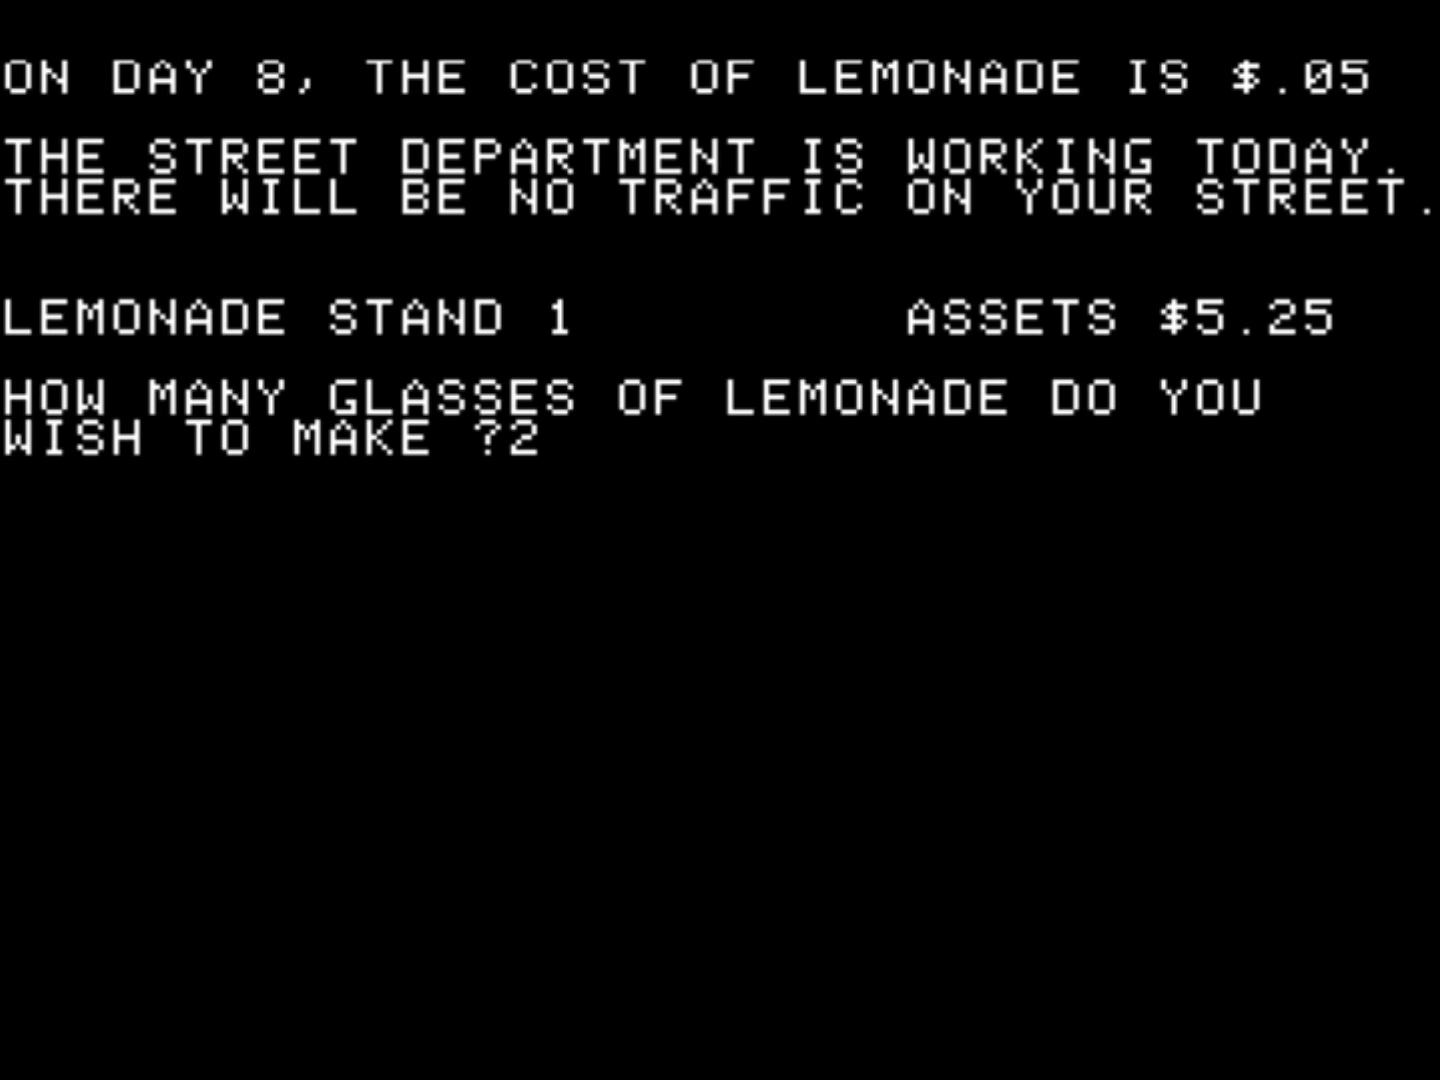 ON DAY 8, THE COST OF LEMONADE IS $.05
THE STREET DEPARTMENT IS WORKING TODAY.
THERE WILL BE NO TRAFFIC ON YOUR STREET.
LEMONADE STAND 1 ASSETS $5.25
HOW MANY GLASSES OF LEMONADE DO YOU
WISH TO MAKE ?2